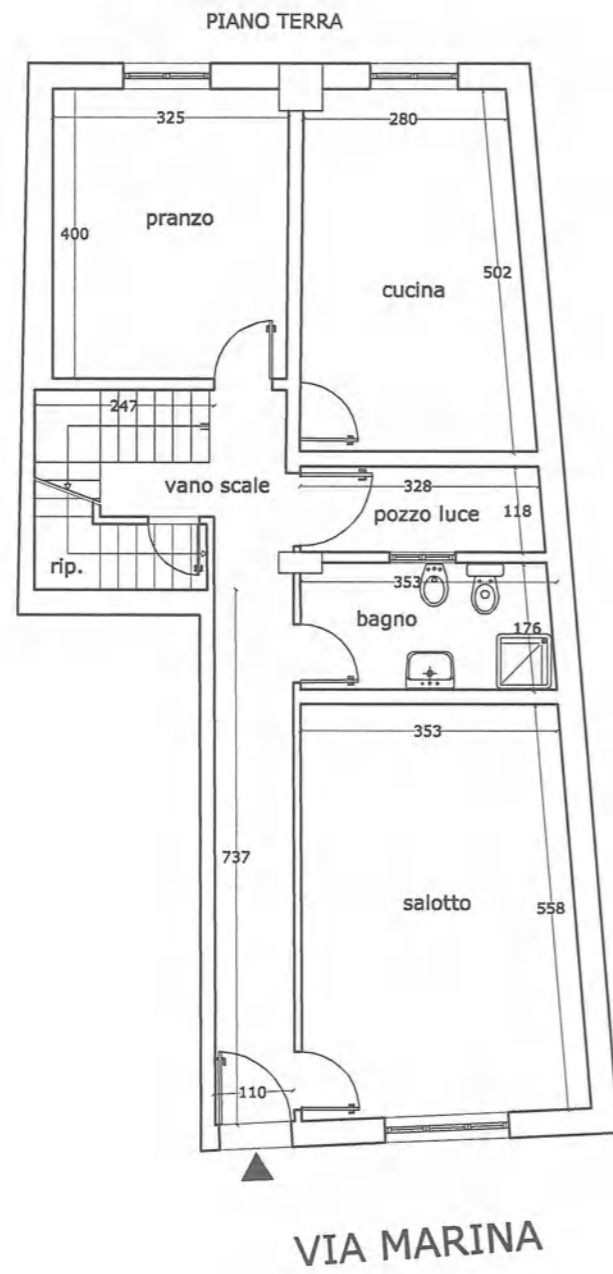 PIANO TERRA
325
280
400
pranzo
502
cucina
247
vano scale
328
pozzo luce
118
rip.
353
bagno
176
353
737
salotto
558
110
VIA MARINA